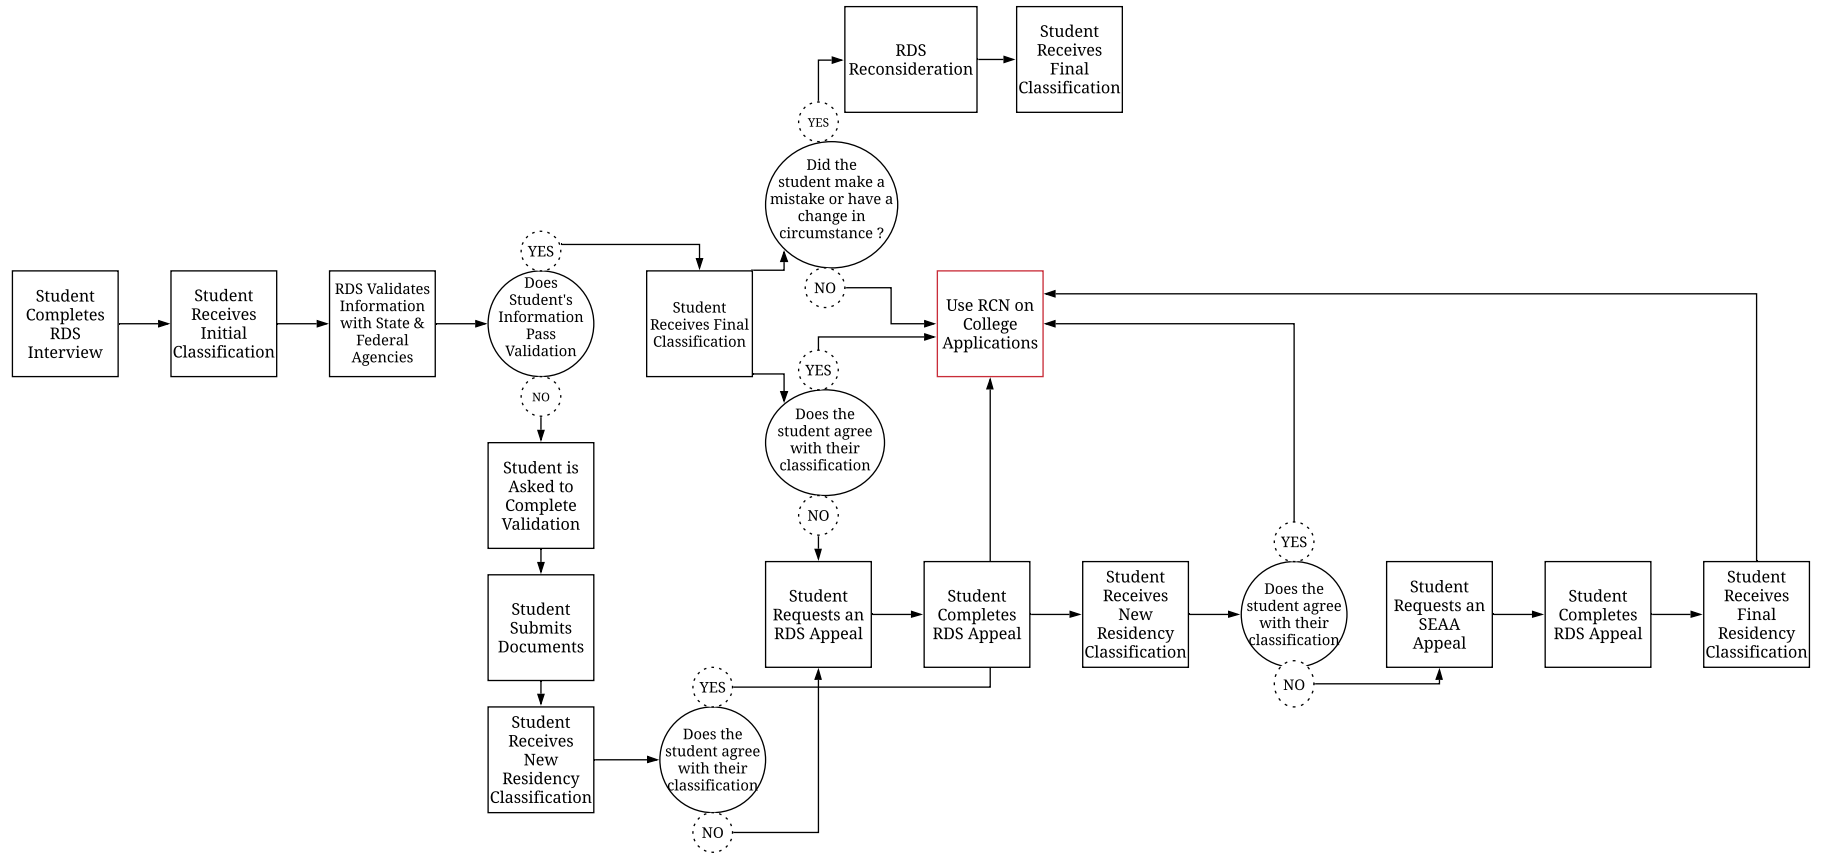 RDS
Reconsideration
Student
Receives
Final
Classification
YES
Did the
student make a
mistake or have a
change in
circumstance ?
NO
Student
Completes
RDS
Interview
Student
Receives
Initial
Classification
RDS Validates
Information
with State &
Federal
Agencies
YES
Does
Student's
Information
Pass
Validation
NO
Student
Receives Final
Classification
Use RCN on
College
Applications
YES
Does the
student agree
with their
classification
NO
Student is
Asked to
Complete
Validation
Student
Submits
Documents
Student
Receives
New
Residency
Classification
YES
Does the
student agree
with their
classification
NO
Student
Requests an
RDS Appeal
Student
Completes
RDS Appeal
Student
Receives
New
Residency
Classification
YES
Does the
student agree
with their
classification
NO
Student
Requests an
SEAA
Appeal
Student
Completes
RDS Appeal
Student
Receives
Final
Residency
Classification